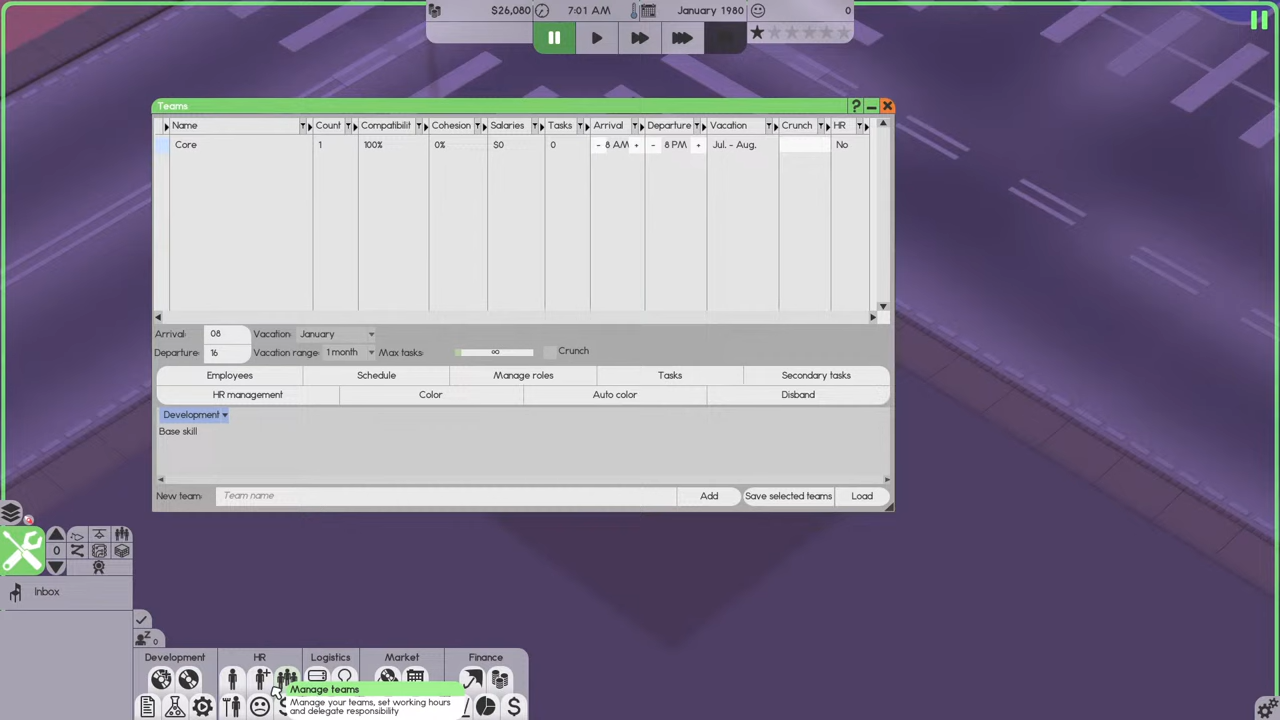 $26,080 7:01 AM January 1980 0
Teams ?
Name Count Compatibilit Cohesion Salaries Tasks Arrival Departure Vacation Crunch HR
Core 1 100% 0% $0 0 - 8 AM + - 8 PM + Jul. - Aug. No
Arrival: 08 Vacation: January
Departure: 16 Vacation range: 1 month Max tasks: ∞ Crunch
Employees Schedule Manage roles Tasks Secondary tasks
HR management Color Auto color Disband
Development
Base skill
New team: Team name Add Save selected teams Load
0
Inbox
0
Development HR Logistics Market Finance
Manage teams
Manage your teams, set working hours
and delegate responsibility